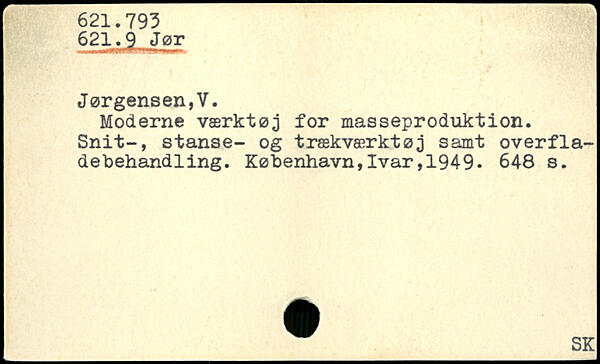 621.793
621.9 Jør
Jørgensen,V.
Moderne værktøj for masseproduktion.
Snit-, stanse- og trækværktøj samt overfla-
debehandling. København,Ivar,1949. 648 s.
SK